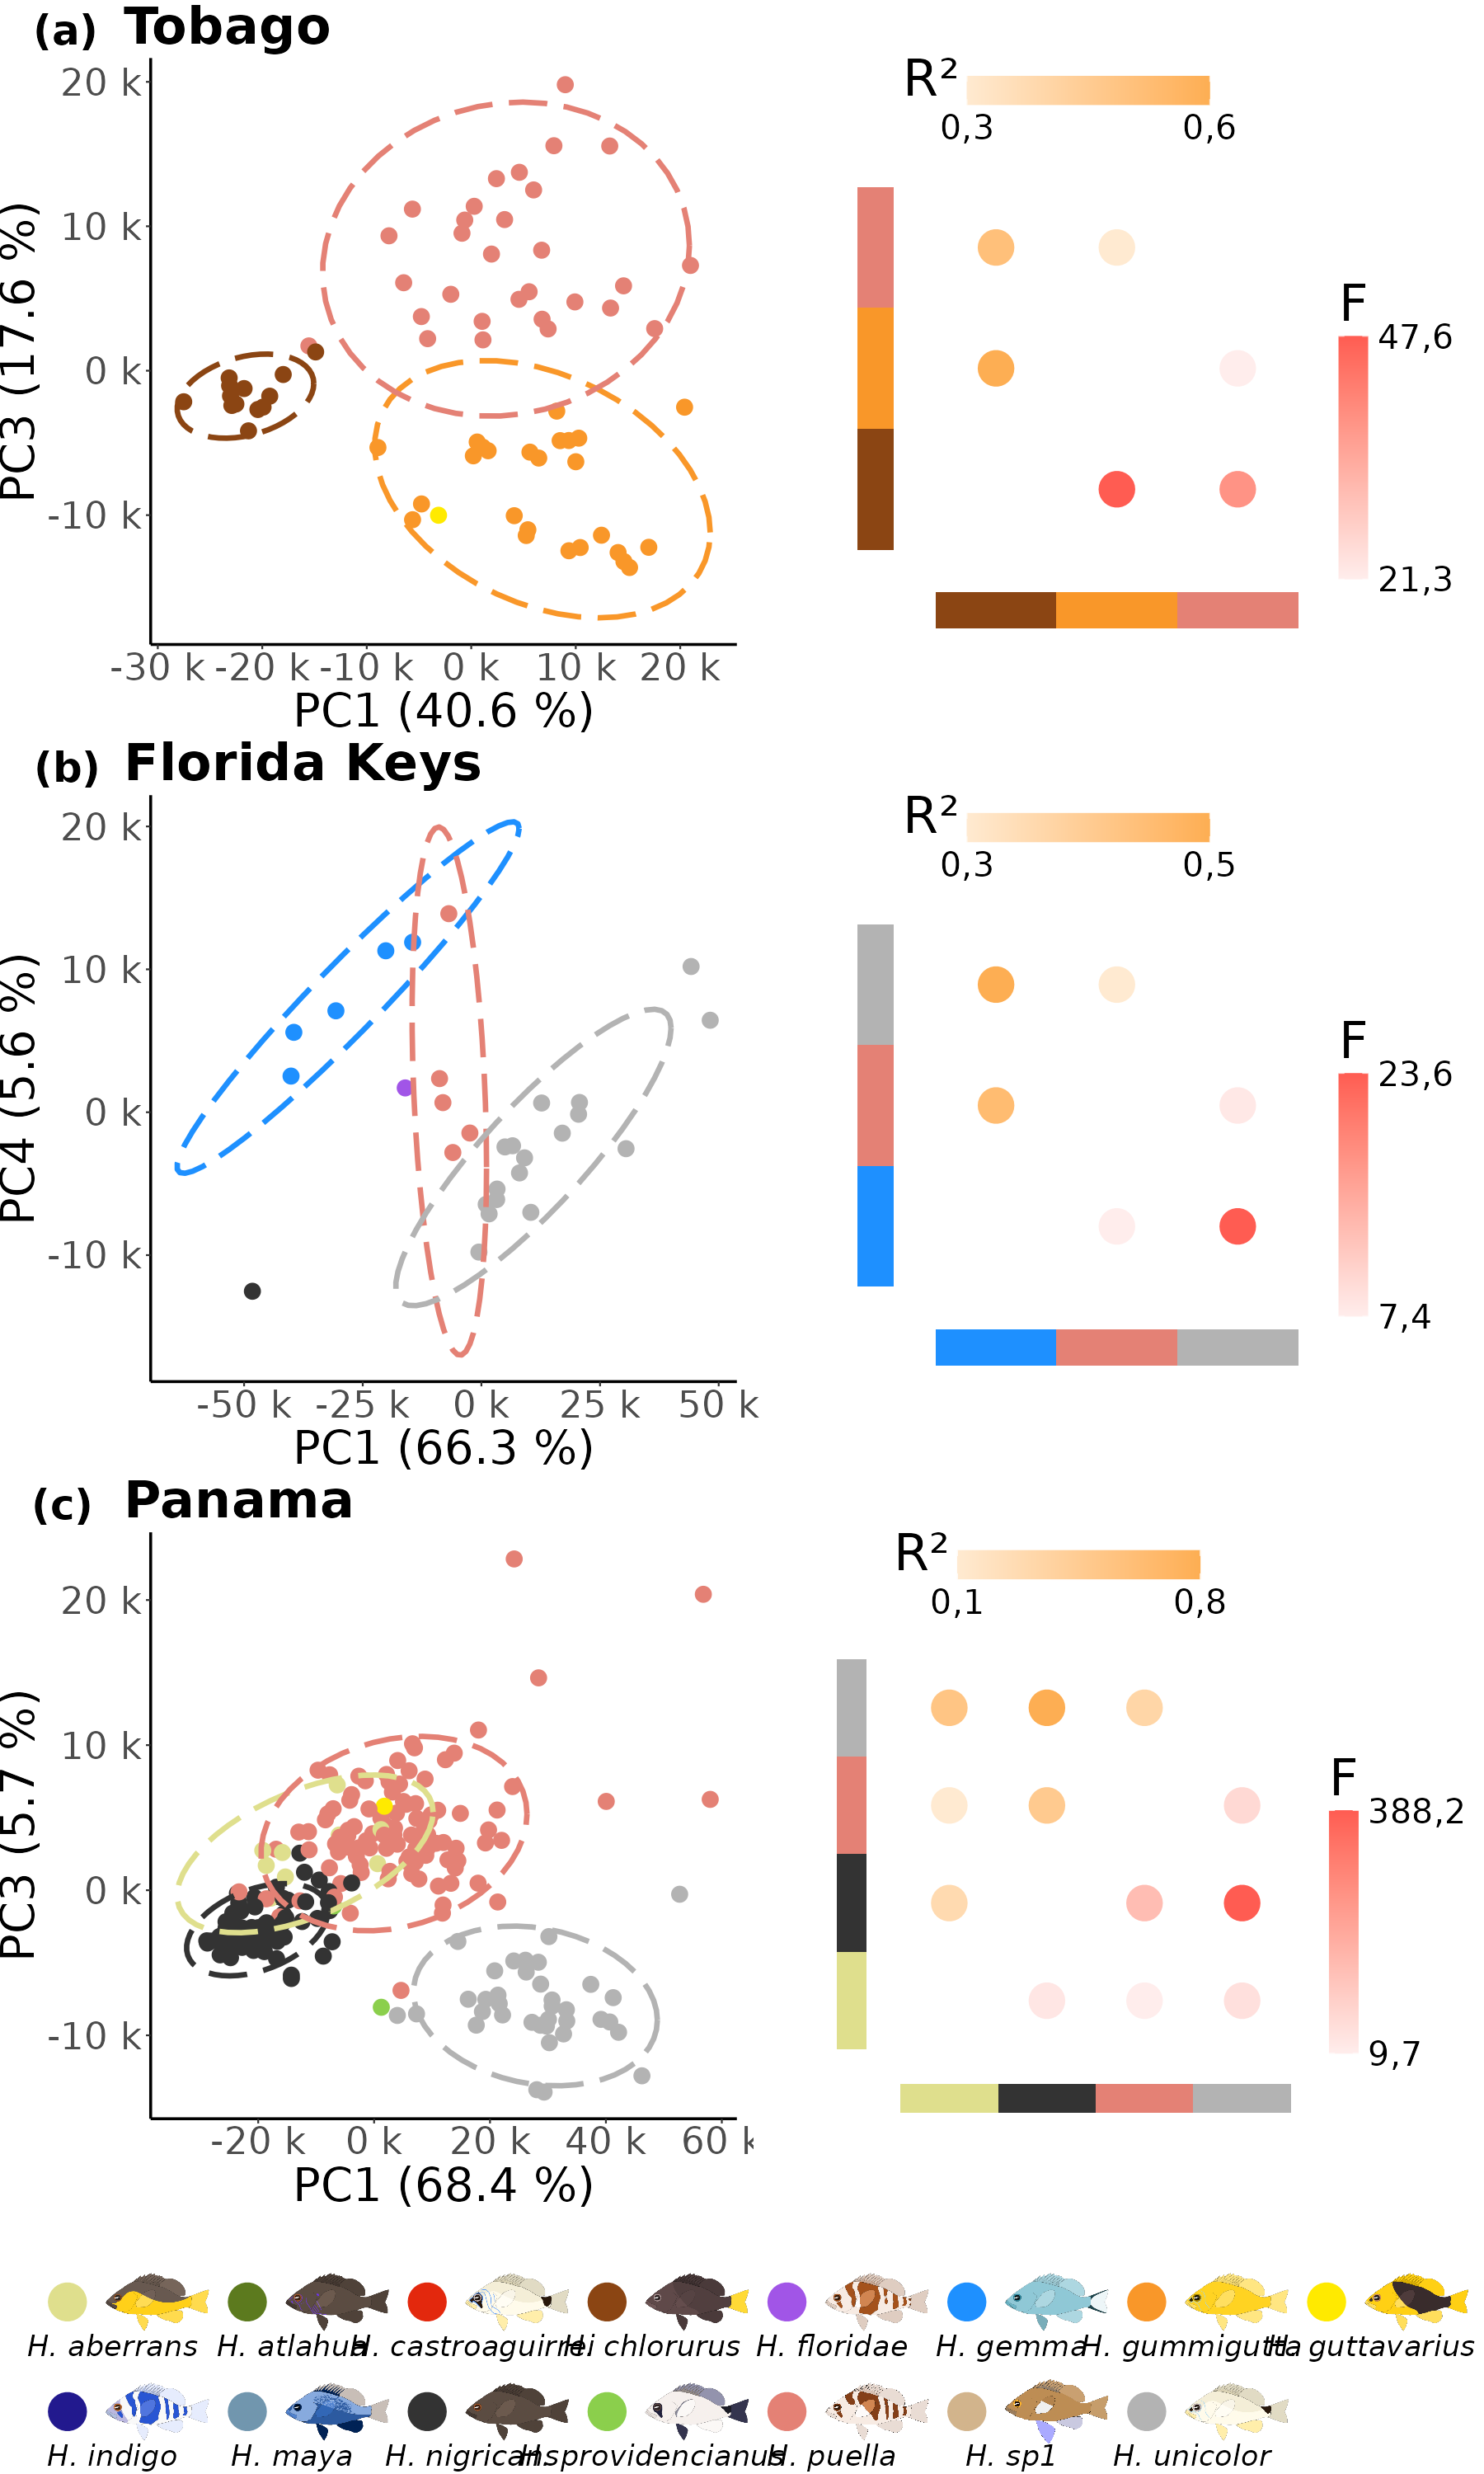 (a) Tobago
20 k
10 k
0 k
-10 k
PC3 (17.6 %)
-30 k -20 k -10 k 0 k 10 k 20 k
PC1 (40.6 %)
R²
0,3 0,6
F
47,6
21,3
(b) Florida Keys
20 k
10 k
0 k
-10 k
PC4 (5.6 %)
-50 k -25 k 0 k 25 k 50 k
PC1 (66.3 %)
R²
0,3 0,5
F
23,6
7,4
(c) Panama
20 k
10 k
0 k
-10 k
PC3 (5.7 %)
-20 k 0 k 20 k 40 k 60 k
PC1 (68.4 %)
R²
0,1 0,8
F
388,2
9,7
H. aberrans H. atlahua H. castroaguirrei H. chlorurus H. floridae H. gemma H. gummigutta H. guttavarius
H. indigo H. maya H. nigricans H. providencianus H. puella H. sp1 H. unicolor